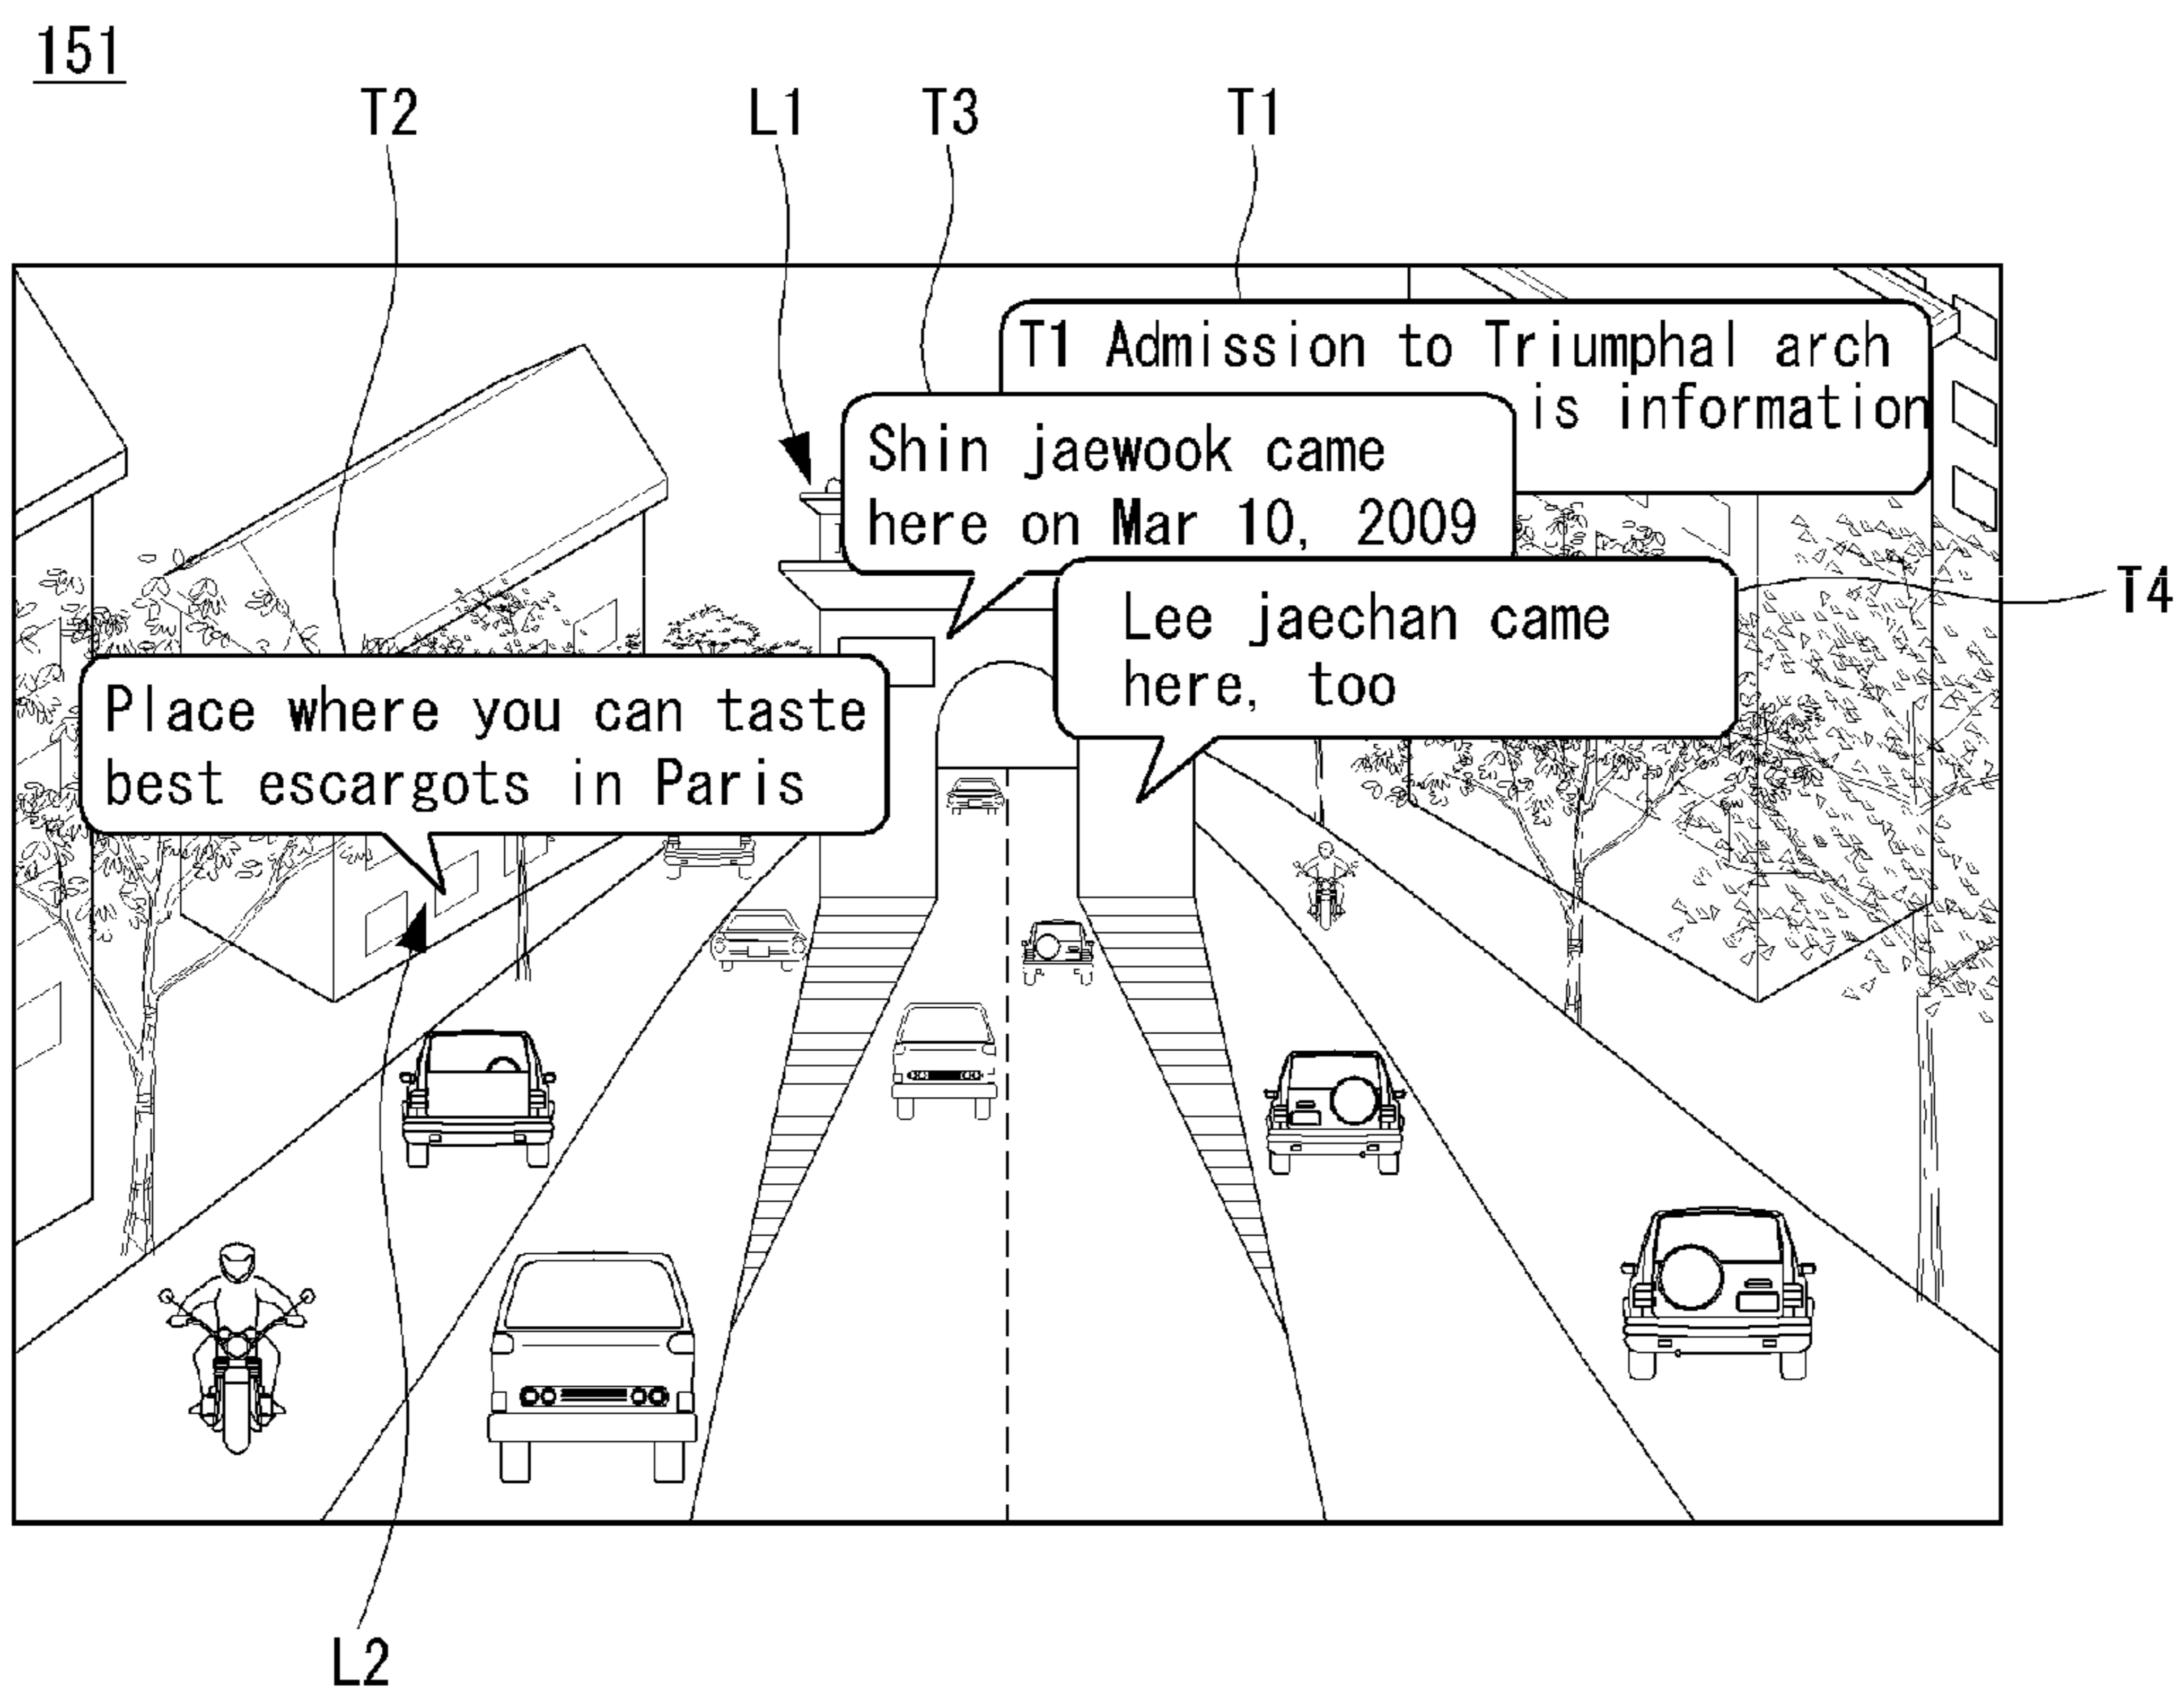 151
T2
L1
T3
T1
T1 Admission to Triumphal arch
is information
Shin jaewook came
here on Mar 10, 2009
T4
Lee jaechan came
here, too
Place where you can taste
best escargots in Paris
L2